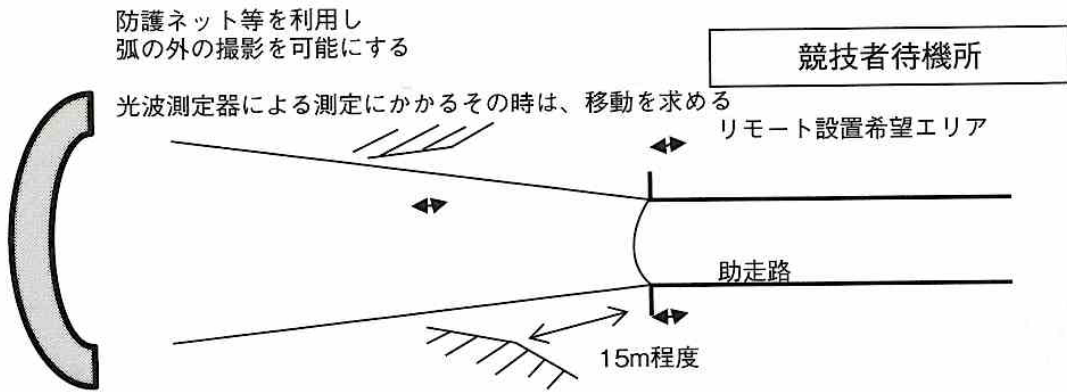 防護ネット等を利用し
弧の外の撮影を可能にする
競技者待機所
光波測定器による測定にかかるその時は、移動を求める
リモート設置希望エリア
助走路
15m程度